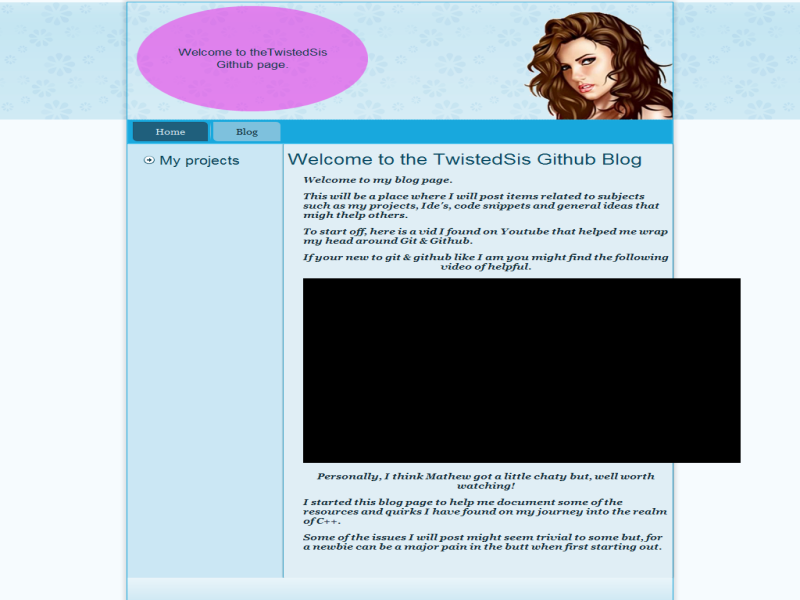 Welcome to theTwistedSis
Github page.
Home
Blog
My projects
Welcome to the TwistedSis Github Blog
Welcome to my blog page.
This will be a place where I will post items related to subjects
such as my projects, Ide's, code snippets and general ideas that
migh thelp others.
To start off, here is a vid I found on Youtube that helped me wrap
my head around Git & Github.
If your new to git & github like I am you might find the following
video of helpful.
Personally, I think Mathew got a little chaty but, well worth
watching!
I started this blog page to help me document some of the
resources and quirks I have found on my journey into the realm
of C++.
Some of the issues I will post might seem trivial to some but, for
a newbie can be a major pain in the butt when first starting out.